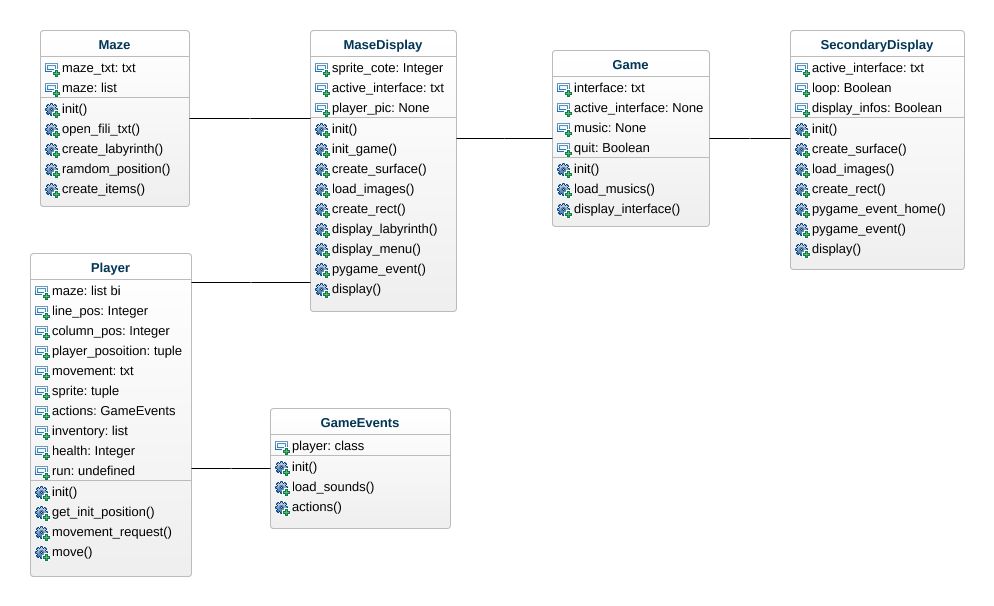 Maze
maze_txt: txt
maze: list
init()
open_fili_txt()
create_labyrinth()
ramdom_position()
create_items()
MaseDisplay
sprite_cote: Integer
active_interface: txt
player_pic: None
init()
init_game()
create_surface()
load_images()
create_rect()
display_labyrinth()
display_menu()
pygame_event()
display()
Game
interface: txt
active_interface: None
music: None
quit: Boolean
init()
load_musics()
display_interface()
SecondaryDisplay
active_interface: txt
loop: Boolean
display_infos: Boolean
init()
create_surface()
load_images()
create_rect()
pygame_event_home()
pygame_event()
display()
Player
maze: list bi
line_pos: Integer
column_pos: Integer
player_posoition: tuple
movement: txt
sprite: tuple
actions: GameEvents
inventory: list
health: Integer
run: undefined
init()
get_init_position()
movement_request()
move()
GameEvents
player: class
init()
load_sounds()
actions()